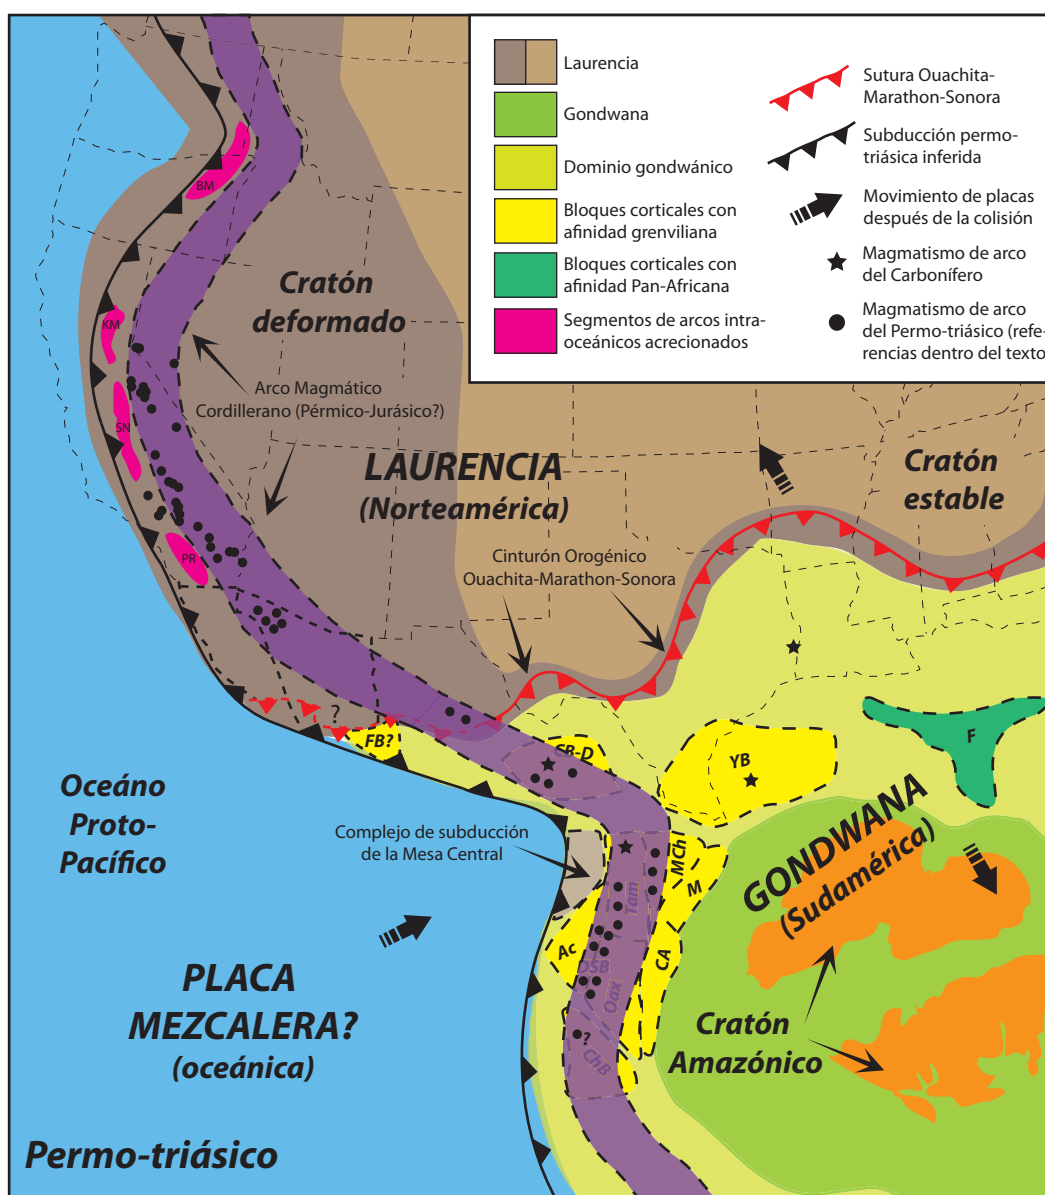 Laurencia
Gondwana
Dominio gondwánico
Bloques corticales con
afinidad grenviliana
Bloques corticales con
afinidad Pan-Africana
Segmentos de arcos intra-
oceánicos acrecionados
Sutura Ouachita-
Marathon-Sonora
Subducción permo-
triásica inferida
Movimiento de placas
después de la colisión
Magmatismo de arco
del Carbonífero
Magmatismo de arco
del Permo-triásico (refe-
rencias dentro del texto
BM
KM
SN
PR
Cratón
deformado
Arco Magmático
Cordillerano (Pérmico-Jurásico?)
LAURENCIA
(Norteamérica)
Cratón
estable
Cinturón Orogénico
Ouachita-Marathon-Sonora
?
FB?
CB-D
YB
F
Océano
Proto-
Pacífico
Complejo de subducción
de la Mesa Central
MCh
M
Tam
Ac
CA
DSB
Oax
?
ChB
GONDWANA
(Sudamérica)
Cratón
Amazónico
PLACA
MEZCALERA?
(oceánica)
Permo-triásico